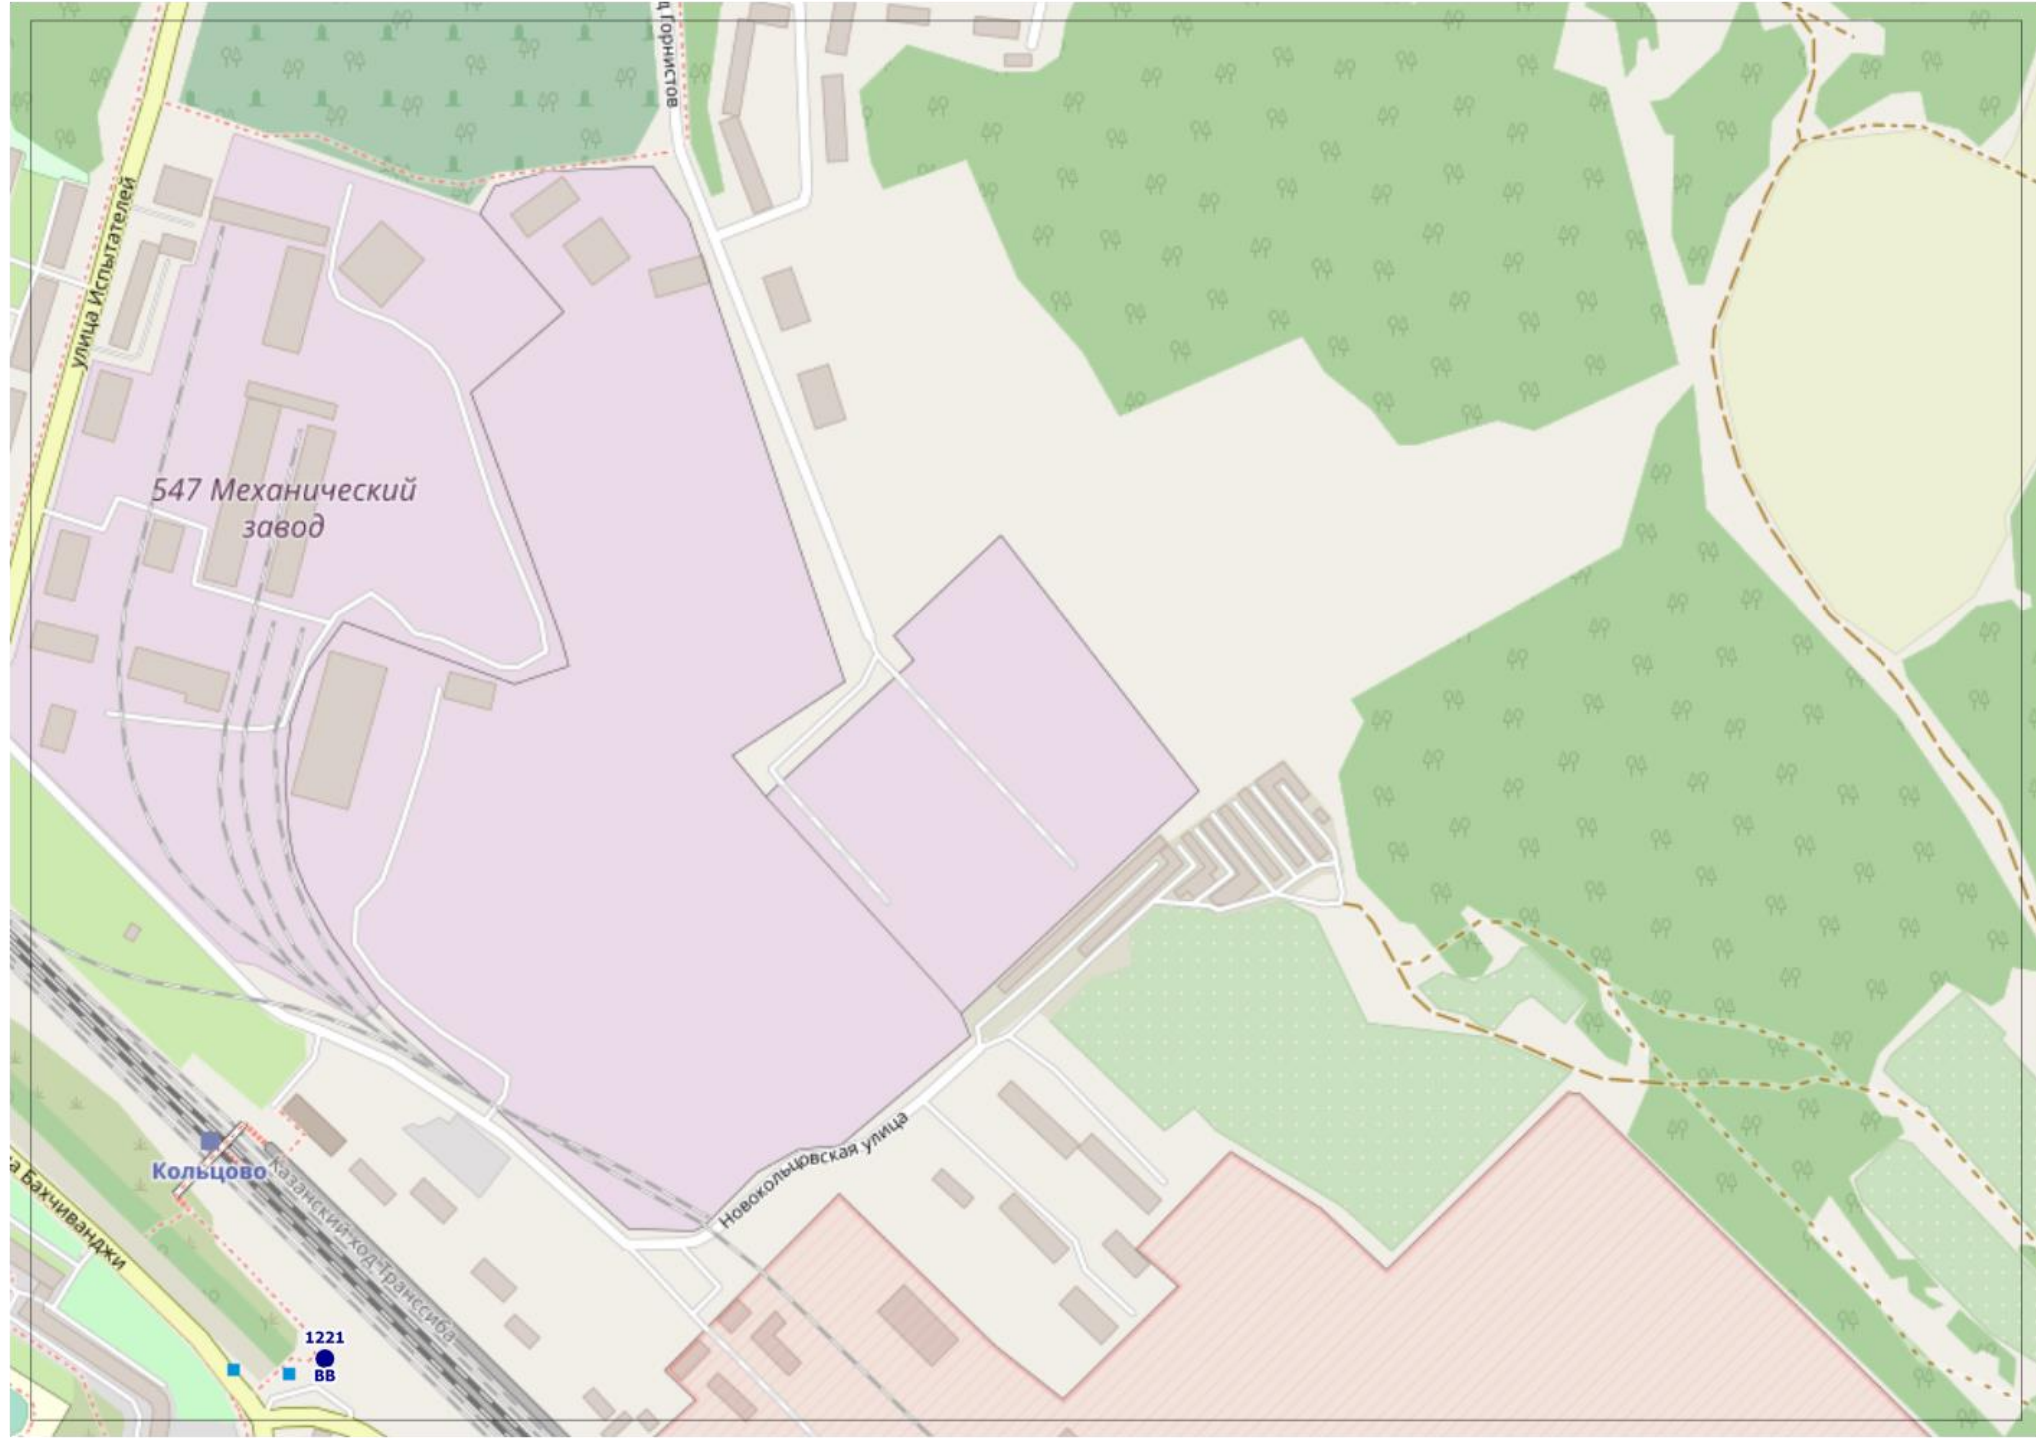 ц Горнистов
улица Испытателей
547 Механический
завод
Кольцово
Казанский ход Транссиба
Новокольцовская улица
а Бахчиванджи
1221
ВВ